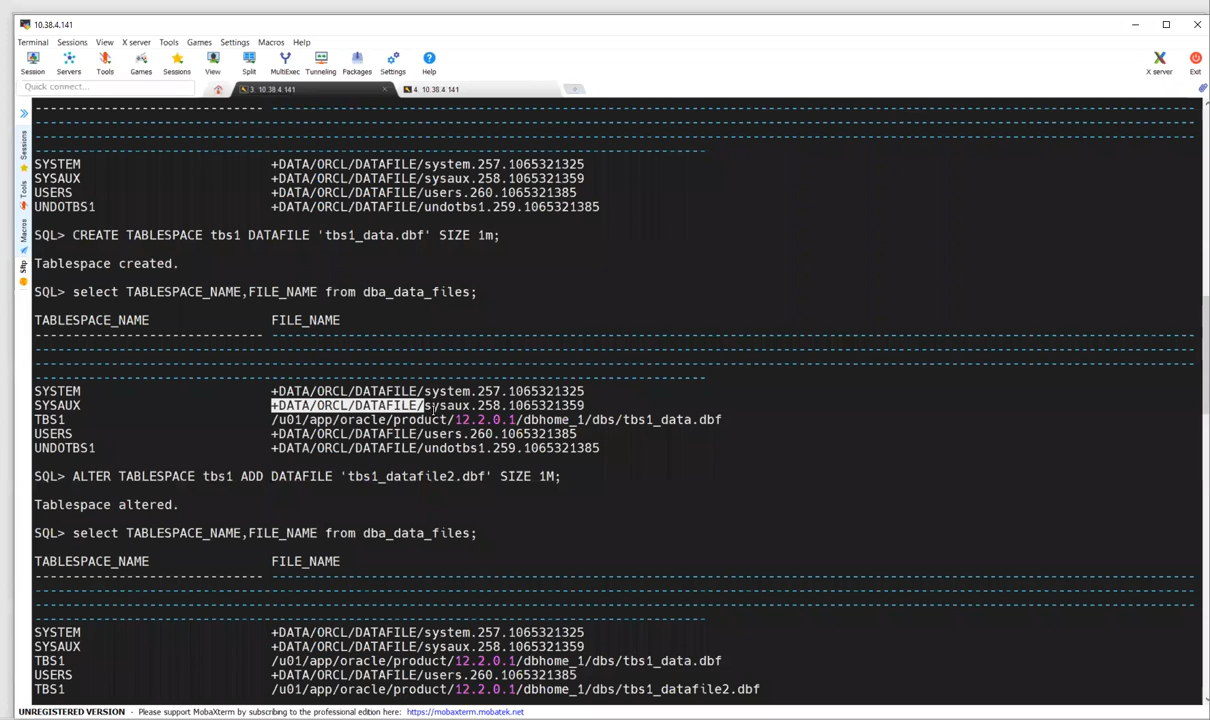 10.38.4.141
Terminal Sessions View X server Tools Games Settings Macros Help
Session Servers Tools Games Sessions View Split MultiExec Tunneling Packages Settings Help X server Exit
Quick connect...
3. 10.38.4.141
4. 10.38.4.141
Sessions
Tools
Macros
Sftp
SYSTEM +DATA/ORCL/DATAFILE/system.257.1065321325
SYSAUX +DATA/ORCL/DATAFILE/sysaux.258.1065321359
USERS +DATA/ORCL/DATAFILE/users.260.1065321385
UNDOTBS1 +DATA/ORCL/DATAFILE/undotbs1.259.1065321385
SQL> CREATE TABLESPACE tbs1 DATAFILE 'tbs1_data.dbf' SIZE 1m;
Tablespace created.
SQL> select TABLESPACE_NAME,FILE_NAME from dba_data_files;
TABLESPACE_NAME FILE_NAME
SYSTEM +DATA/ORCL/DATAFILE/system.257.1065321325
SYSAUX +DATA/ORCL/DATAFILE/sysaux.258.1065321359
TBS1 /u01/app/oracle/product/12.2.0.1/dbhome_1/dbs/tbs1_data.dbf
USERS +DATA/ORCL/DATAFILE/users.260.1065321385
UNDOTBS1 +DATA/ORCL/DATAFILE/undotbs1.259.1065321385
SQL> ALTER TABLESPACE tbs1 ADD DATAFILE 'tbs1_datafile2.dbf' SIZE 1M;
Tablespace altered.
SQL> select TABLESPACE_NAME,FILE_NAME from dba_data_files;
TABLESPACE_NAME FILE_NAME
SYSTEM +DATA/ORCL/DATAFILE/system.257.1065321325
SYSAUX +DATA/ORCL/DATAFILE/sysaux.258.1065321359
TBS1 /u01/app/oracle/product/12.2.0.1/dbhome_1/dbs/tbs1_data.dbf
USERS +DATA/ORCL/DATAFILE/users.260.1065321385
TBS1 /u01/app/oracle/product/12.2.0.1/dbhome_1/dbs/tbs1_datafile2.dbf
UNREGISTERED VERSION - Please support MobaXterm by subscribing to the professional edition here: https://mobaxterm.mobatek.net